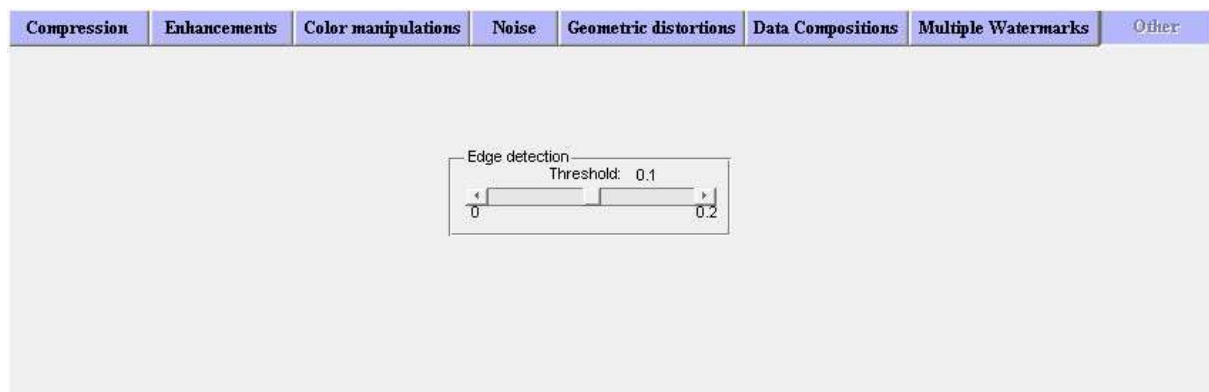 Compression Enhancements Color manipulations Noise Geometric distortions Data Compositions Multiple Watermarks Other
Edge detection
Threshold: 0.1
0 0.2